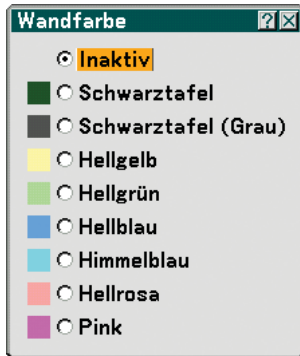 Wandfarbe
Inaktiv
Schwarztafel
Schwarztafel (Grau)
Hellgelb
Hellgrün
Hellblau
Himmelblau
Hellrosa
Pink